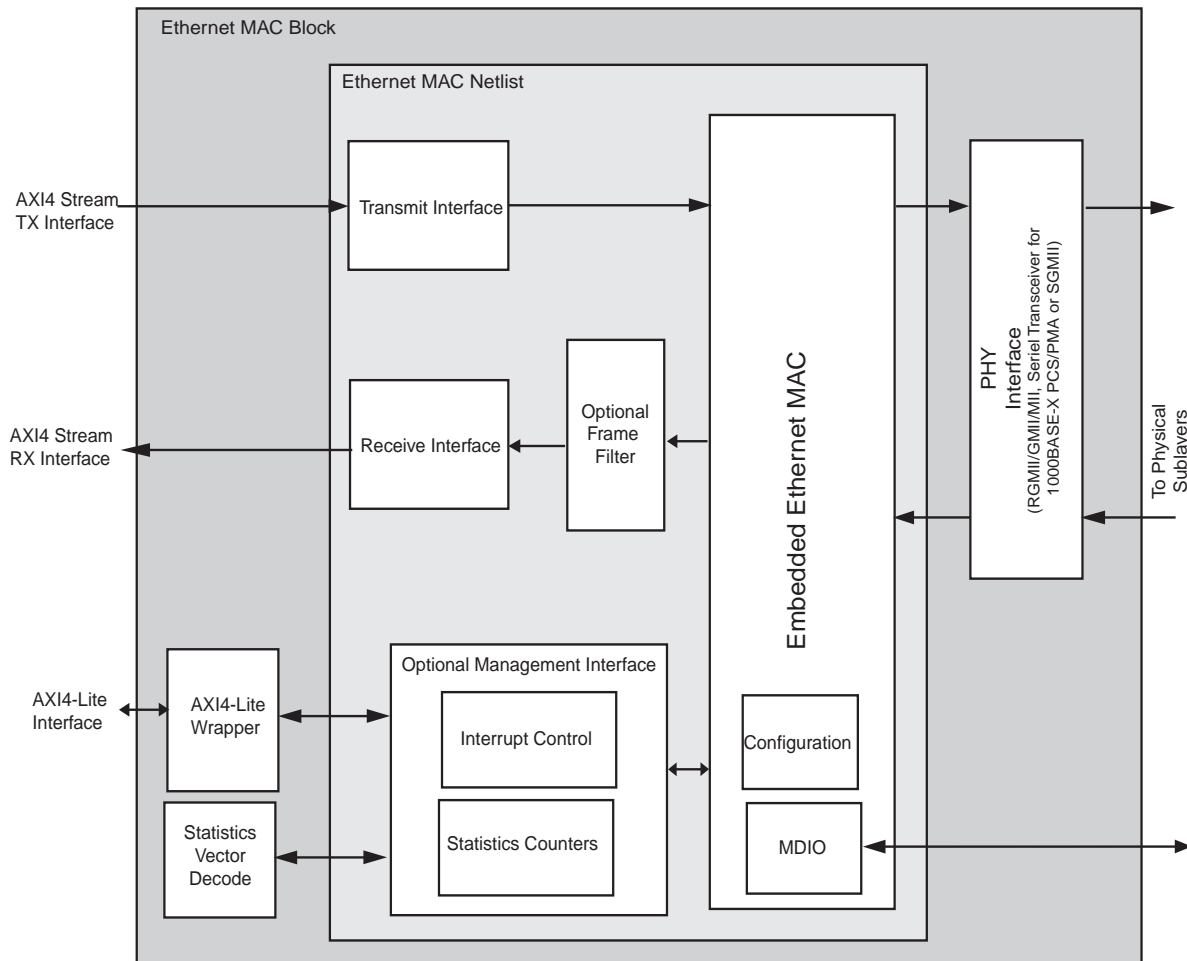 Ethernet MAC Block
Ethernet MAC Netlist
AXI4 Stream
TX Interface
Transmit Interface
AXI4 Stream
RX Interface
Receive Interface
Optional
Frame
Filter
Embedded Ethernet MAC
PHY
Interface
(RGMII/GMII/MII, Seriel Transceiver for
1000BASE-X PCS/PMA or SGMII)
To Physical
Sublavers
AXI4-Lite
Interface
AXI4-Lite
Wrapper
Optional Management Interface
Interrupt Control
Statistics Counters
Configuration
MDIO
Statistics
Vector
Decode